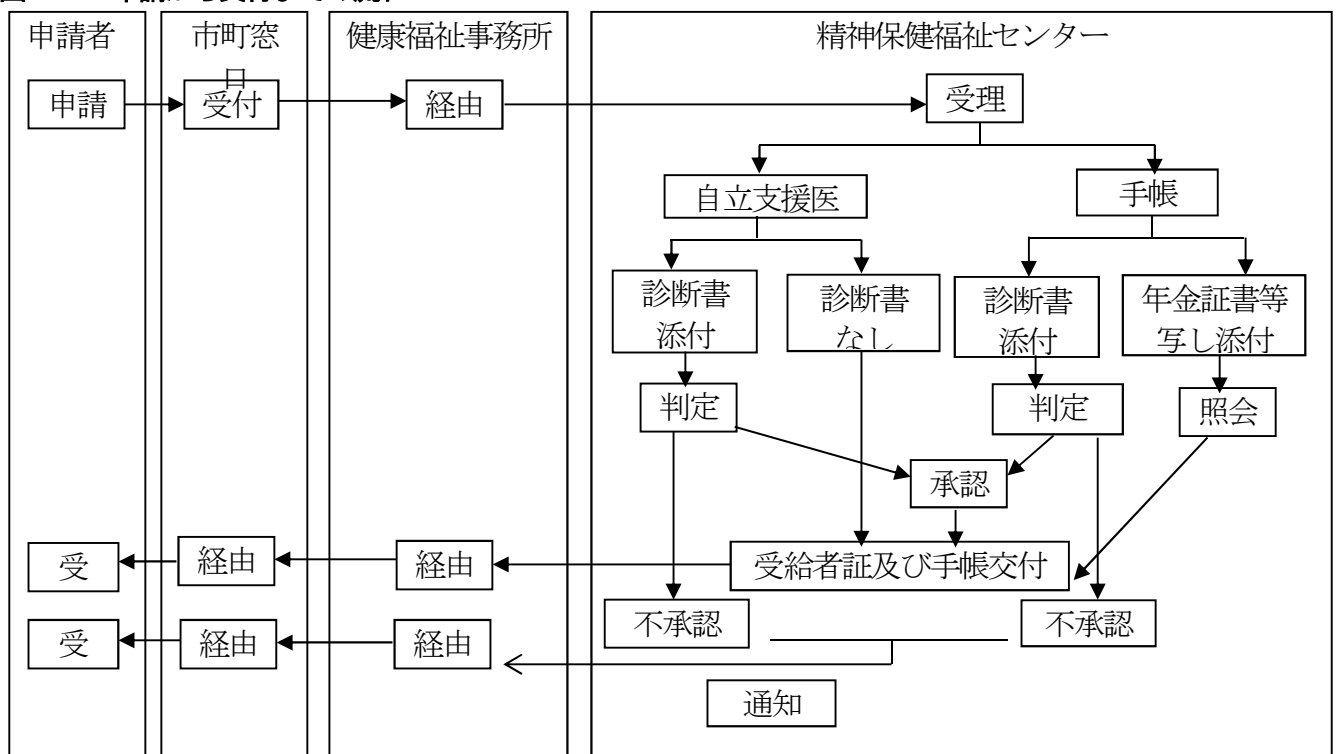 申請者
市町窓
口
健康福祉事務所
精神保健福祉センター
申請
受付
経由
受理
自立支援医
手帳
診断書
添付
診断書
なし
診断書
添付
年金証書等
写し添付
判定
判定
照会
承認
受
経由
経由
受給者証及び手帳交付
不承認
不承認
受
経由
経由
通知